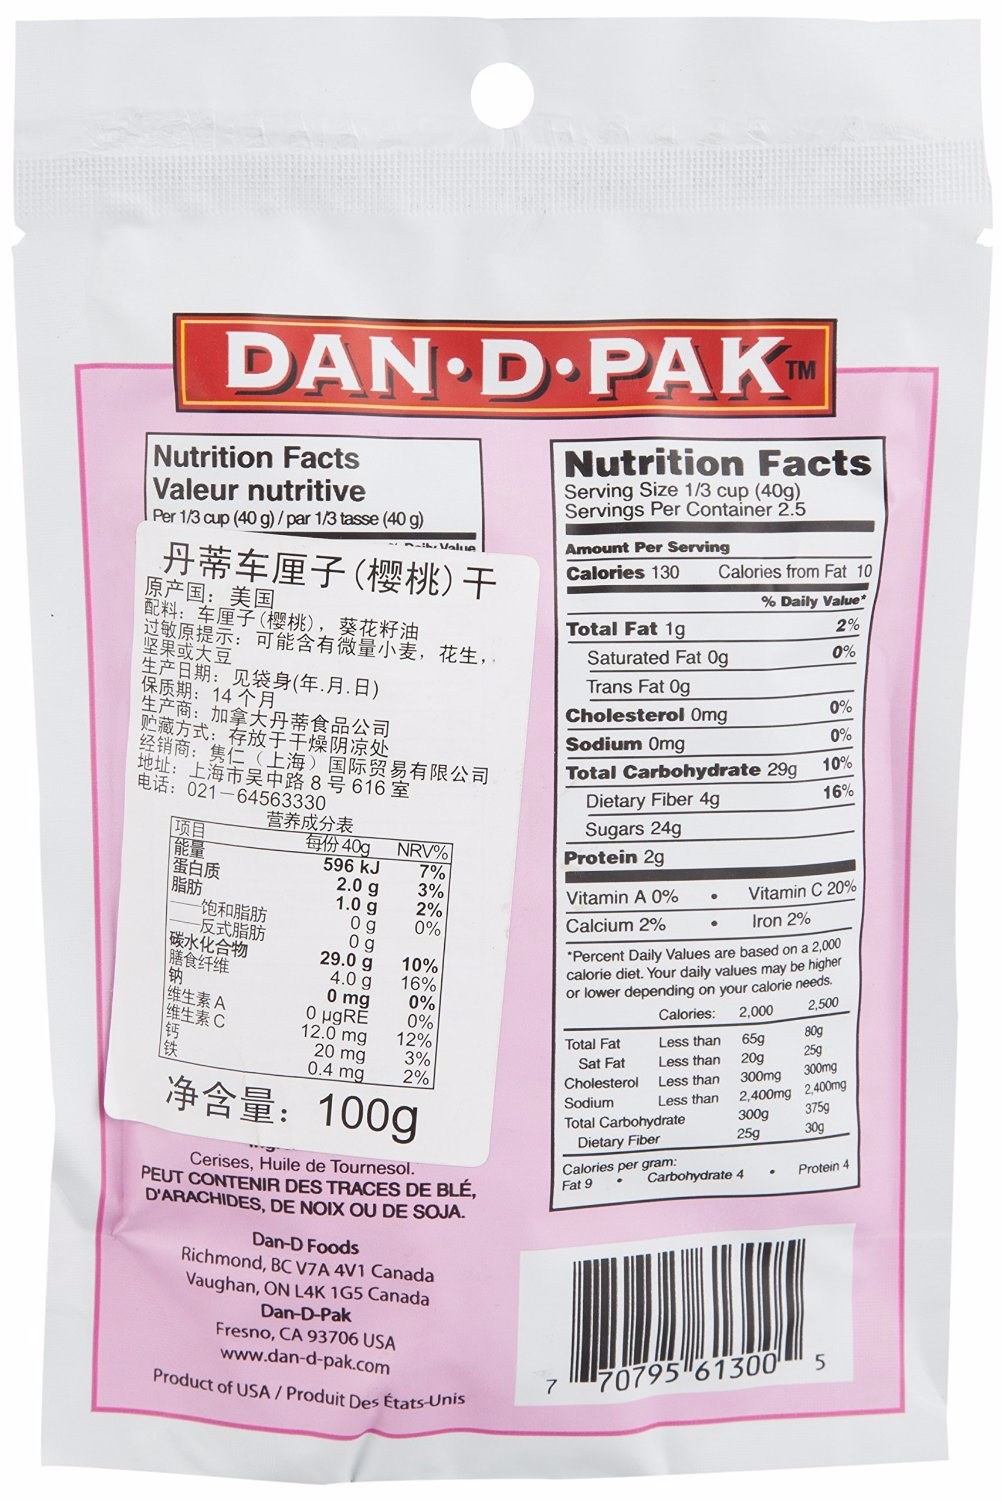 DAN·D·PAK™
Nutrition Facts
Valeur nutritive
Per 1/3 cup (40 g) / par 1/3 tasse (40 g)
% Daily Value
丹蒂车厘子(樱桃)干
原产国：美国
配料：车厘子(樱桃)，葵花籽油
过敏原提示：可能含有微量小麦，花生，
坚果或大豆
生产日期：见袋身(年.月.日)
保质期：14个月
生产商：加拿大丹蒂食品公司
贮藏方式：存放于干燥阴凉处
经销商：隽仁（上海）国际贸易有限公司
地址：上海市吴中路8号616室
电话：021－64563330
营养成分表
项目 每份40g NRV%
能量 596 kJ 7%
蛋白质 2.0 g 3%
脂肪 1.0 g 2%
——饱和脂肪 0 g 0%
——反式脂肪 0 g
碳水化合物 29.0 g 10%
膳食纤维 4.0 g 16%
钠 0 mg 0%
维生素A 0 µgRE 0%
维生素C 12.0 mg 12%
钙 20 mg 3%
铁 0.4 mg 2%
净含量：100g
Cerises, Huile de Tournesol.
PEUT CONTENIR DES TRACES DE BLÉ,
D'ARACHIDES, DE NOIX OU DE SOJA.
Dan-D Foods
Richmond, BC V7A 4V1 Canada
Vaughan, ON L4K 1G5 Canada
Dan-D-Pak
Fresno, CA 93706 USA
www.dan-d-pak.com
Product of USA / Produit Des États-Unis
Nutrition Facts
Serving Size 1/3 cup (40g)
Servings Per Container 2.5
Amount Per Serving
Calories 130 Calories from Fat 10
% Daily Value*
Total Fat 1g 2%
Saturated Fat 0g 0%
Trans Fat 0g
Cholesterol 0mg 0%
Sodium 0mg 0%
Total Carbohydrate 29g 10%
Dietary Fiber 4g 16%
Sugars 24g
Protein 2g
Vitamin A 0% • Vitamin C 20%
Calcium 2% • Iron 2%
*Percent Daily Values are based on a 2,000
calorie diet. Your daily values may be higher
or lower depending on your calorie needs.
Calories: 2,000 2,500
Total Fat Less than 65g 80g
Sat Fat Less than 20g 25g
Cholesterol Less than 300mg 300mg
Sodium Less than 2,400mg 2,400mg
Total Carbohydrate 300g 375g
Dietary Fiber 25g 30g
Calories per gram:
Fat 9 • Carbohydrate 4 • Protein 4
7 70795 61300 5